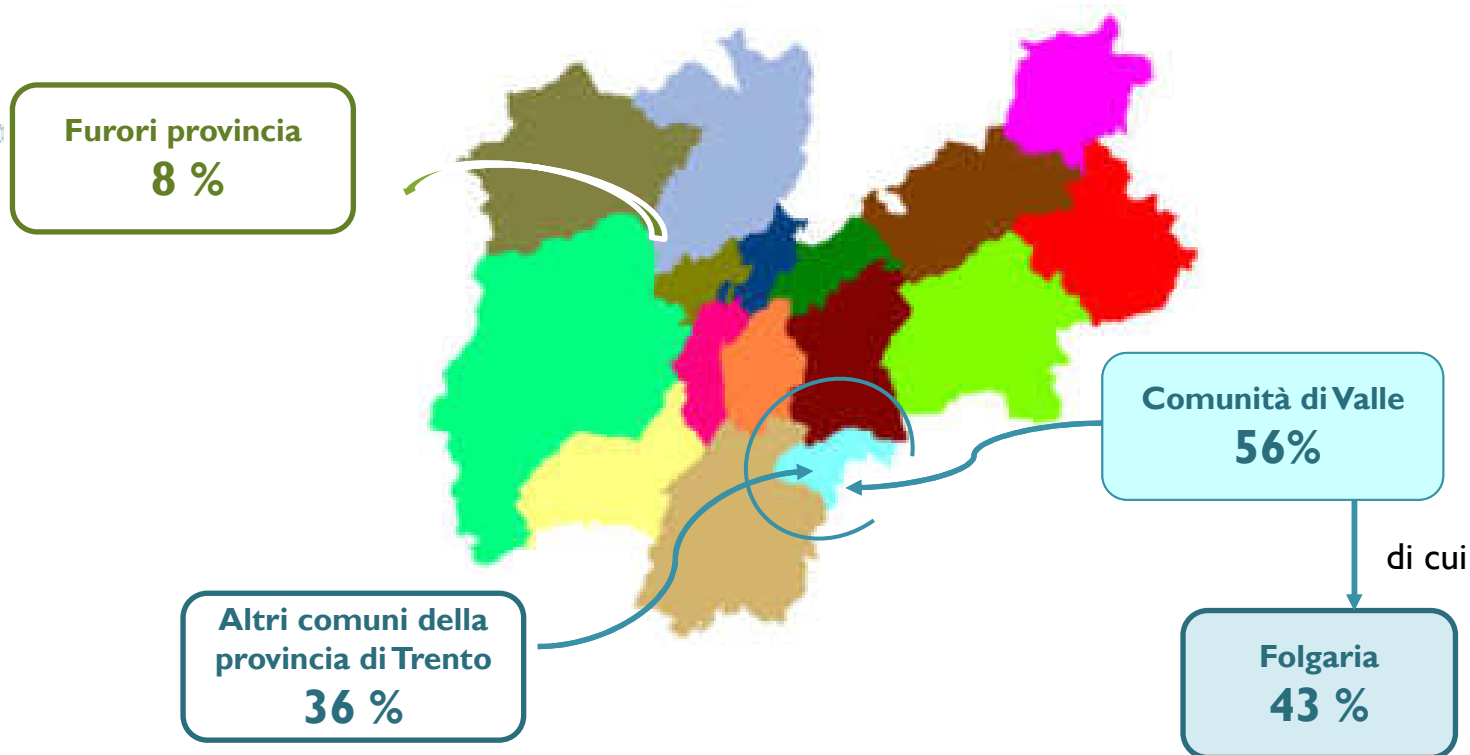 Furori provincia
8 %
Comunità di Valle
56%
di cui
Altri comuni della
provincia di Trento
36 %
Folgaria
43 %